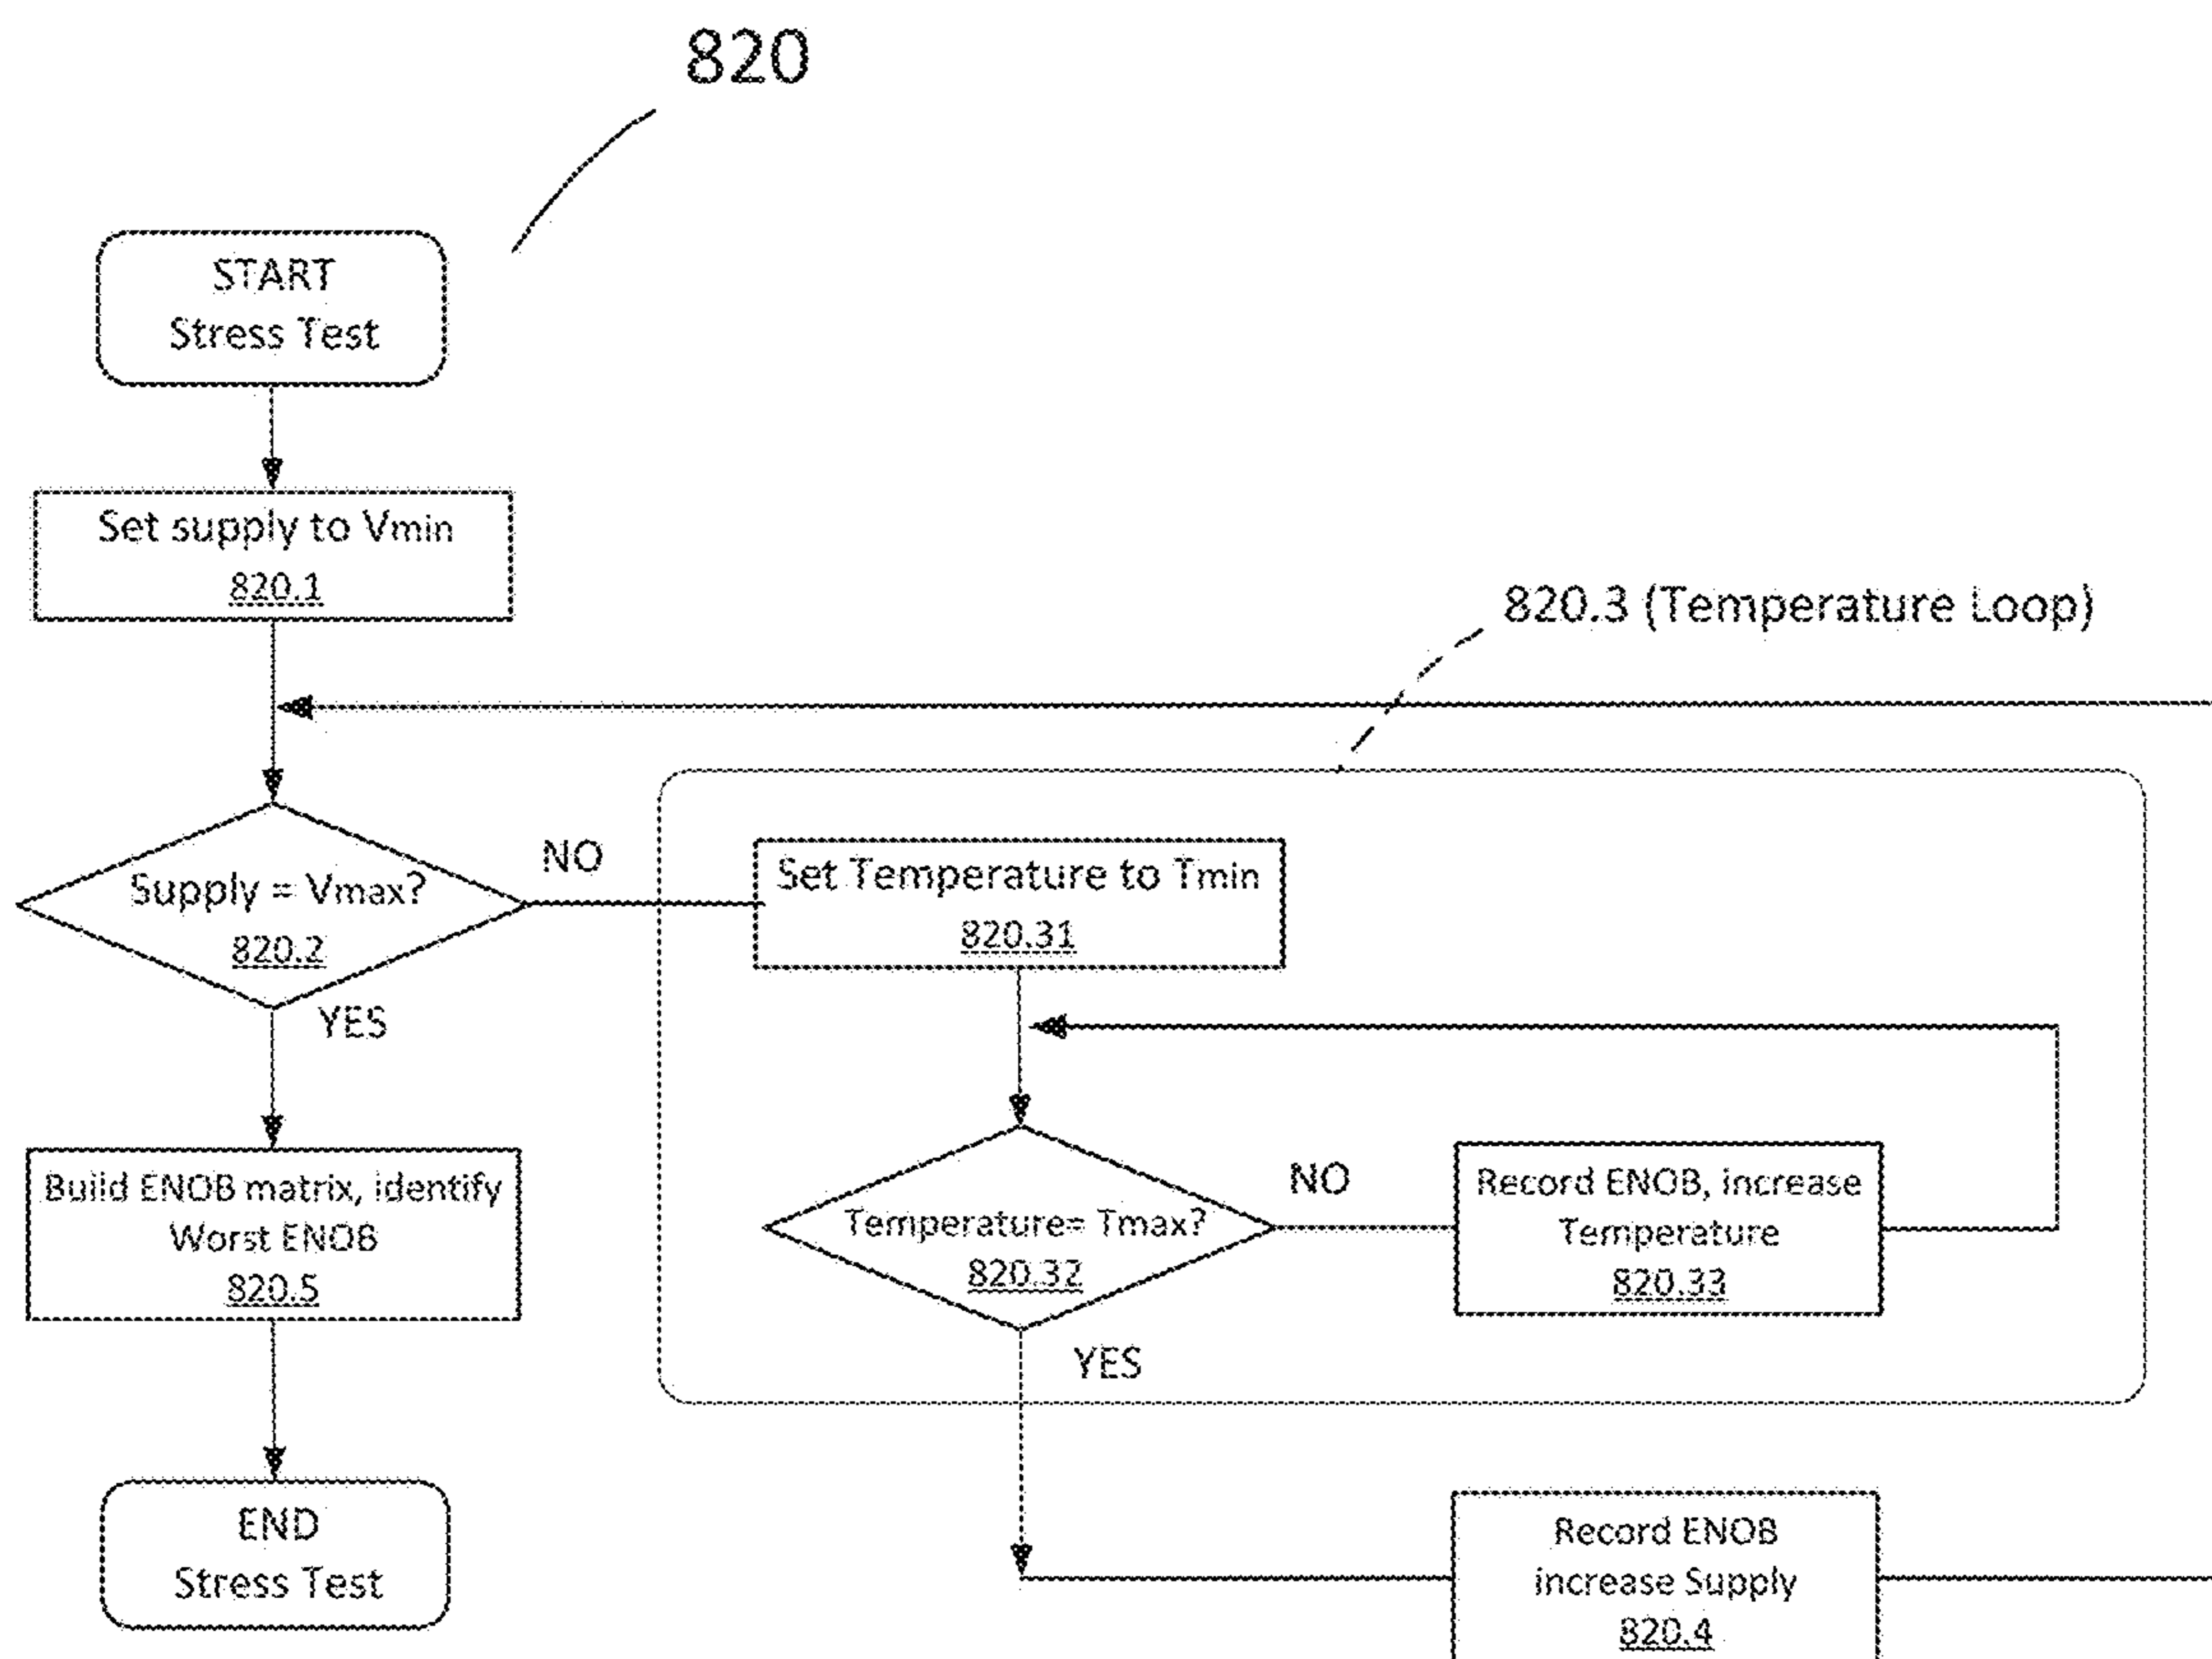 820
START
Stress Test
Set supply to Vmin
820.1
820.3 (Temperature Loop)
Supply = Vmax?
820.2
NO
YES
Set Temperature to Tmin
820.31
Temperature= Tmax?
820.32
NO
YES
Record ENOB, increase
Temperature
820.33
Build ENOB matrix, identify
Worst ENOB
820.5
END
Stress Test
Record ENOB
increase Supply
820.4